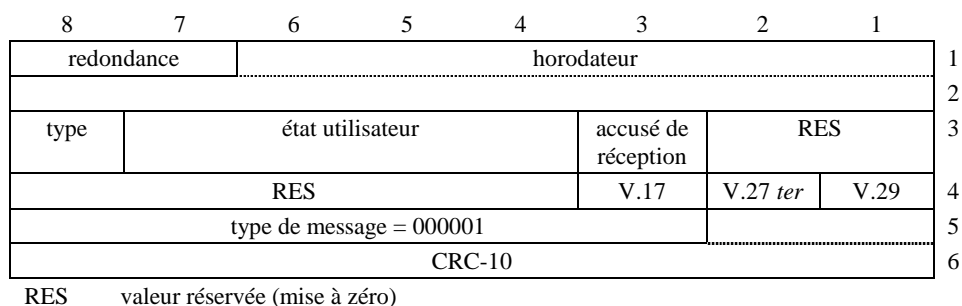 8 7 6 5 4 3 2 1
redondance horodateur 1
2
type état utilisateur accusé de réception RES 3
RES V.17 V.27 ter V.29 4
type de message = 000001 5
CRC-10 6
RES valeur réservée (mise à zéro)